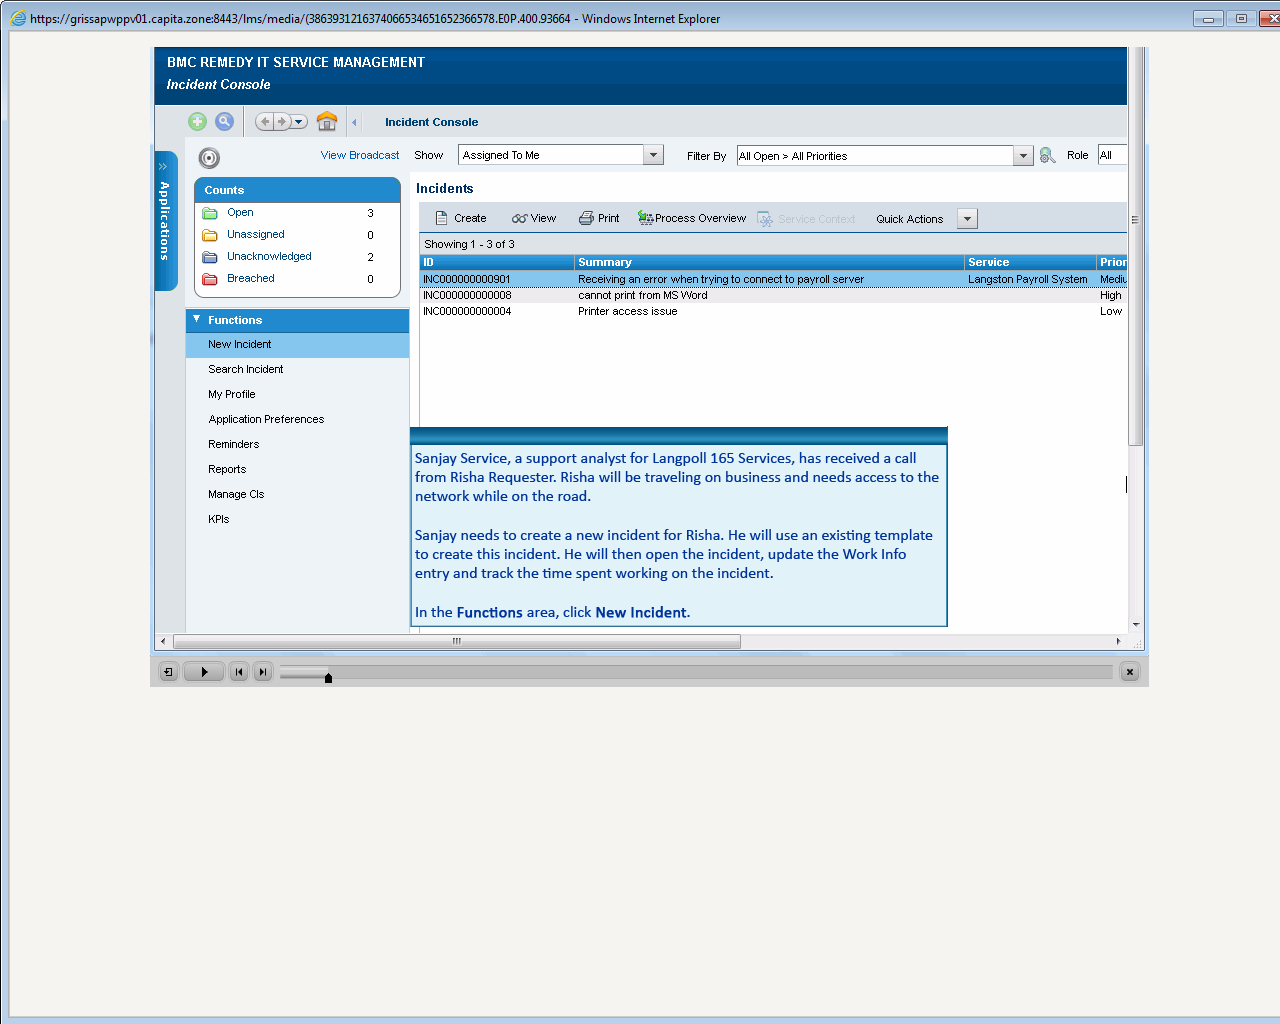 https://grissapwppv01.capita.zone:8443/lms/media/(3863931216374066534651652366578.E0P.400.93664 - Windows Internet Explorer
BMC REMEDY IT SERVICE MANAGEMENT
Incident Console
Incident Console
View Broadcast Show Assigned To Me Filter By All Open > All Priorities Role All
Applications
Counts
Open 3
Unassigned 0
Unacknowledged 2
Breached 0
Functions
New Incident
Search Incident
My Profile
Application Preferences
Reminders
Reports
Manage CIs
KPIs
Incidents
Create View Print Process Overview Service Context Quick Actions
Showing 1 - 3 of 3
ID Summary Service Prior
INC000000000901 Receiving an error when trying to connect to payroll server Langston Payroll System Mediu
INC000000000008 cannot print from MS Word High
INC000000000004 Printer access issue Low
Sanjay Service, a support analyst for Langpoll 165 Services, has received a call
from Risha Requester. Risha will be traveling on business and needs access to the
network while on the road.
Sanjay needs to create a new incident for Risha. He will use an existing template
to create this incident. He will then open the incident, update the Work Info
entry and track the time spent working on the incident.
In the Functions area, click New Incident.